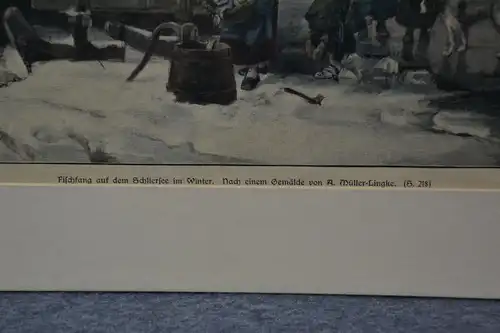 Fischfang auf dem Schliersee im Winter. Nach einem Gemälde von A. Müller-Lingke. (S. 218)